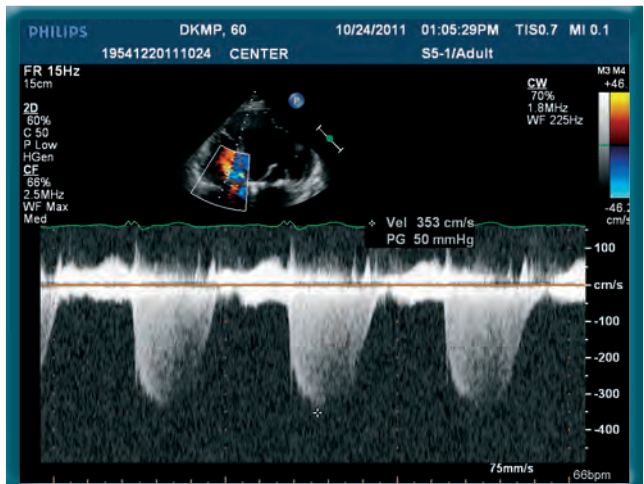 PHILIPS DKMP, 60 10/24/2011 01:05:29PM TIS0.7 MI 0.1
19541220111024 CENTER S5-1/Adult
FR 15Hz
15cm
2D
60%
C 50
P Low
HGen
CF
66%
2.5MHz
WF Max
Med
P
CW
70%
1.8MHz
WF 225Hz
M3 M4
+46.
-46.2
cm/s
Vel 353 cm/s
PG 50 mmHg
100
cm/s
-100
-200
-300
-400
75mm/s
66bpm